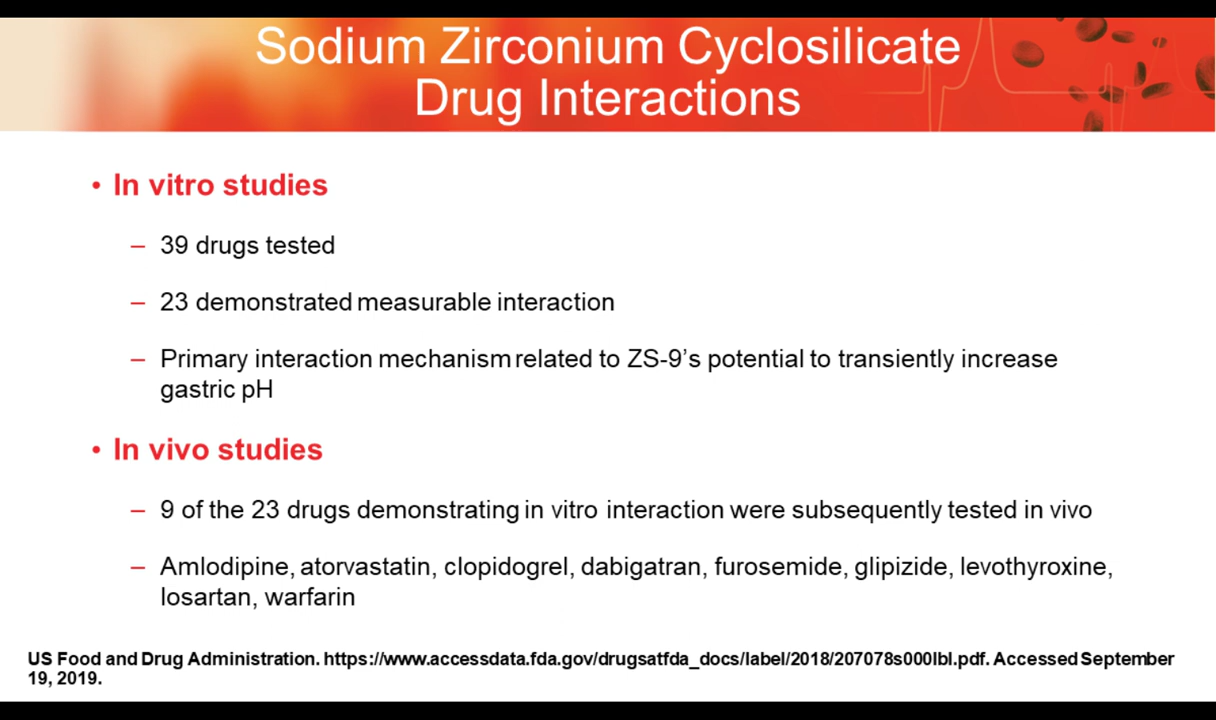 Sodium Zirconium Cyclosilicate
Drug Interactions
• In vitro studies
– 39 drugs tested
– 23 demonstrated measurable interaction
– Primary interaction mechanism related to ZS-9's potential to transiently increase
gastric pH
• In vivo studies
– 9 of the 23 drugs demonstrating in vitro interaction were subsequently tested in vivo
– Amlodipine, atorvastatin, clopidogrel, dabigatran, furosemide, glipizide, levothyroxine,
losartan, warfarin
US Food and Drug Administration. https://www.accessdata.fda.gov/drugsatfda_docs/label/2018/207078s000lbl.pdf. Accessed September
19, 2019.